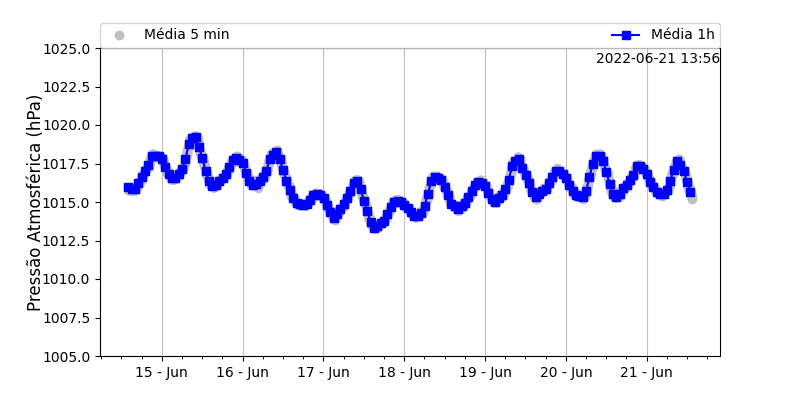 Média 5 min
Média 1h
2022-06-21 13:56
Pressão Atmosférica (hPa)
1025.0
1022.5
1020.0
1017.5
1015.0
1012.5
1010.0
1007.5
1005.0
15 - Jun
16 - Jun
17 - Jun
18 - Jun
19 - Jun
20 - Jun
21 - Jun